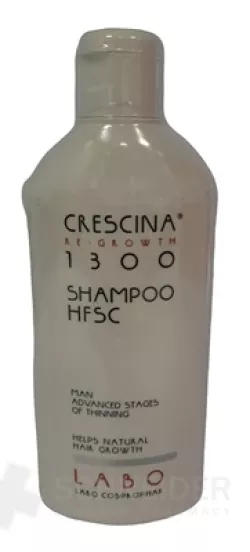 CRESCINA®
RE-GROWTH
1300
SHAMPOO
HFSC
MAN
ADVANCED STAGES
OF THINNING
HELPS NATURAL
HAIR GROWTH
LABO
LABO COSPROPHAR